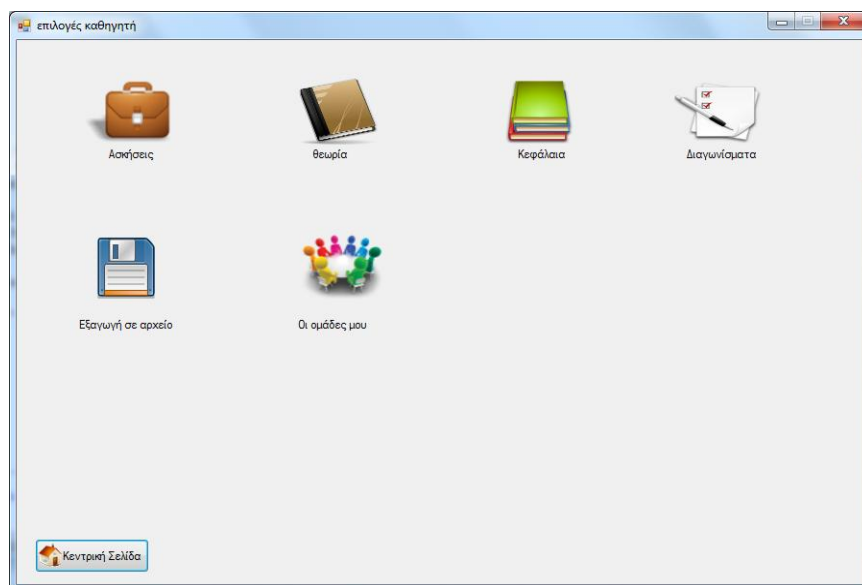 επιλογές καθηγητή
Ασκήσεις
θεωρία
Κεφάλαια
Διαγωνίσματα
Εξαγωγή σε αρχείο
Οι ομάδες μου
Κεντρική Σελίδα